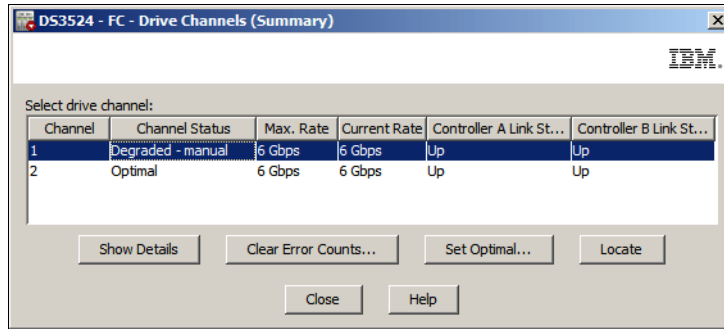 DS3524 - FC - Drive Channels (Summary)
IBM.
Select drive channel:
Channel Channel Status Max. Rate Current Rate Controller A Link St... Controller B Link St...
1 Degraded - manual 6 Gbps 6 Gbps Up Up
2 Optimal 6 Gbps 6 Gbps Up Up
Show Details Clear Error Counts... Set Optimal... Locate
Close Help